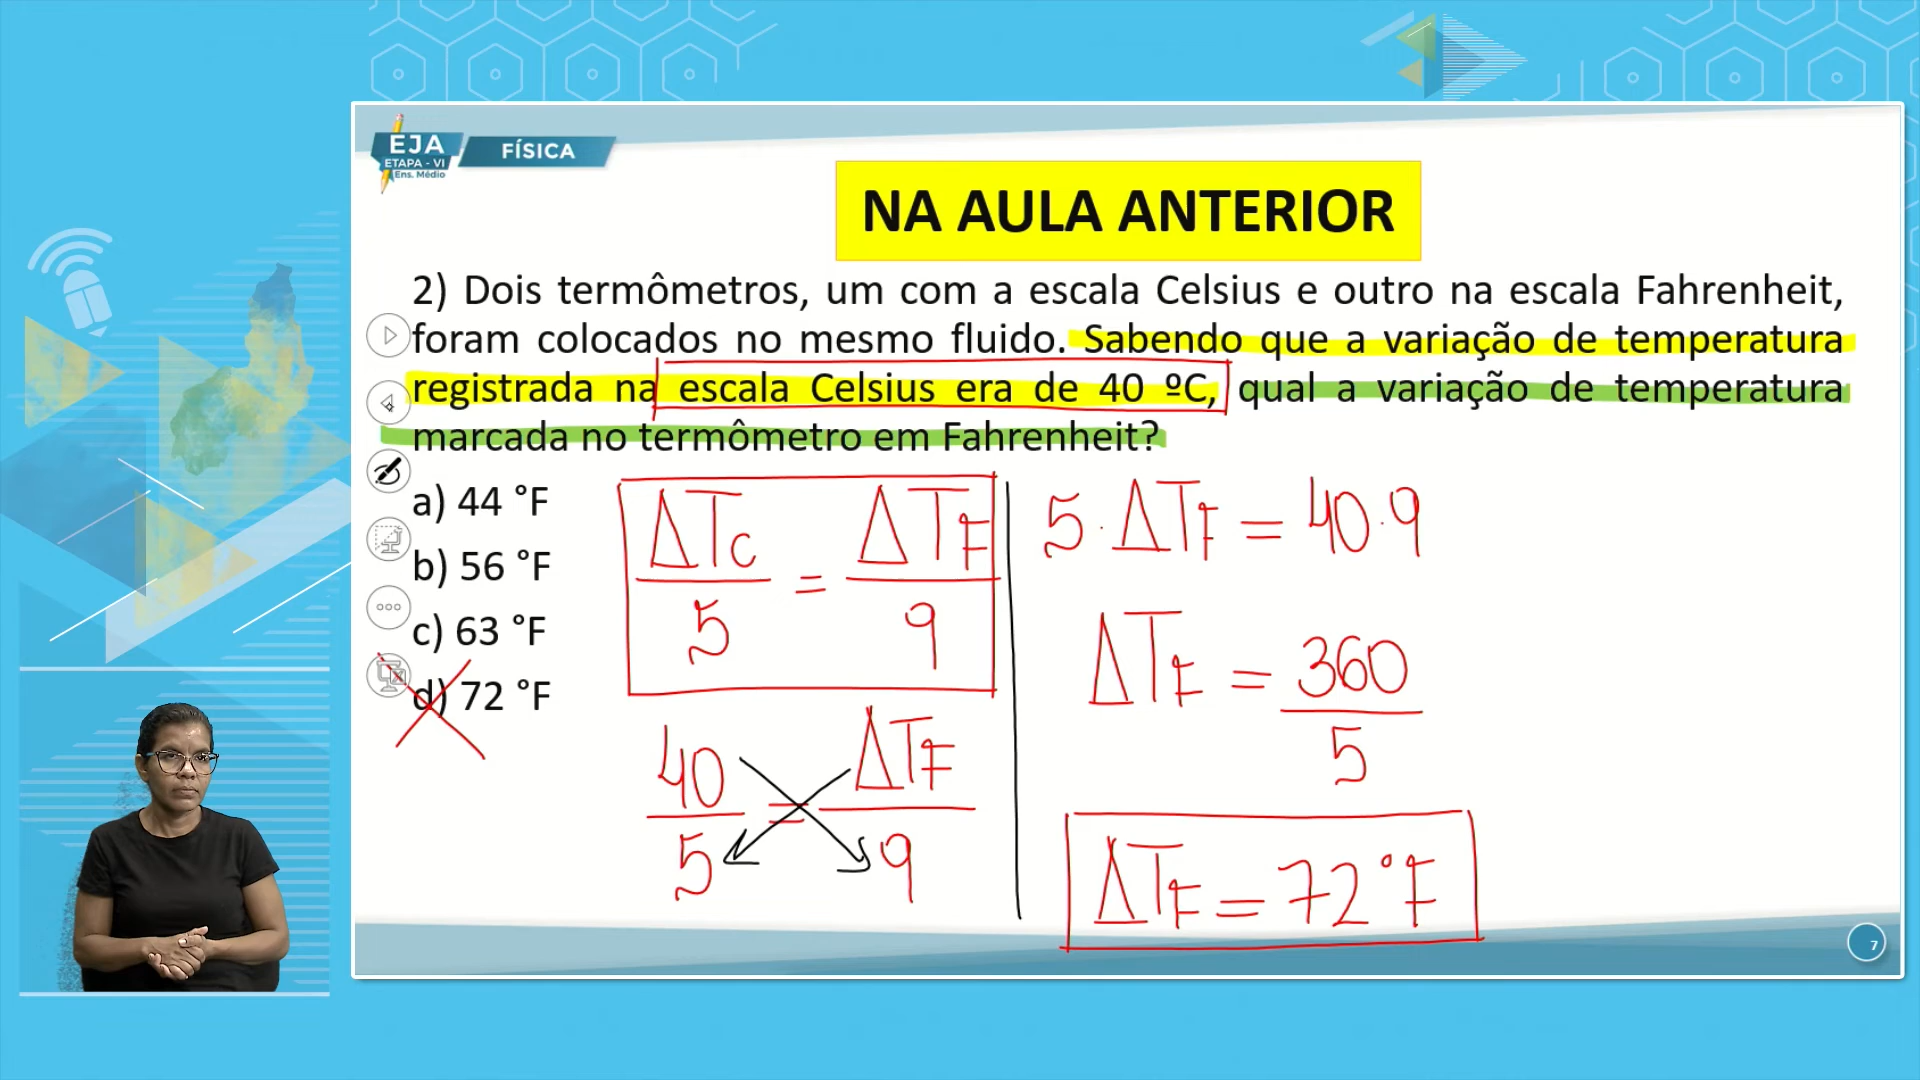 EJA
ETAPA - VI
Ens. Médio
FÍSICA
NA AULA ANTERIOR
2) Dois termômetros, um com a escala Celsius e outro na escala Fahrenheit,
foram colocados no mesmo fluido. Sabendo que a variação de temperatura
registrada na escala Celsius era de 40 ºC, qual a variação de temperatura
marcada no termômetro em Fahrenheit?
a) 44 °F
b) 56 °F
c) 63 °F
d) 72 °F
ΔTc/5 = ΔTF/9
40/5 = ΔTF/9
5·ΔTF = 40·9
ΔTF = 360/5
ΔTF = 72°F
7